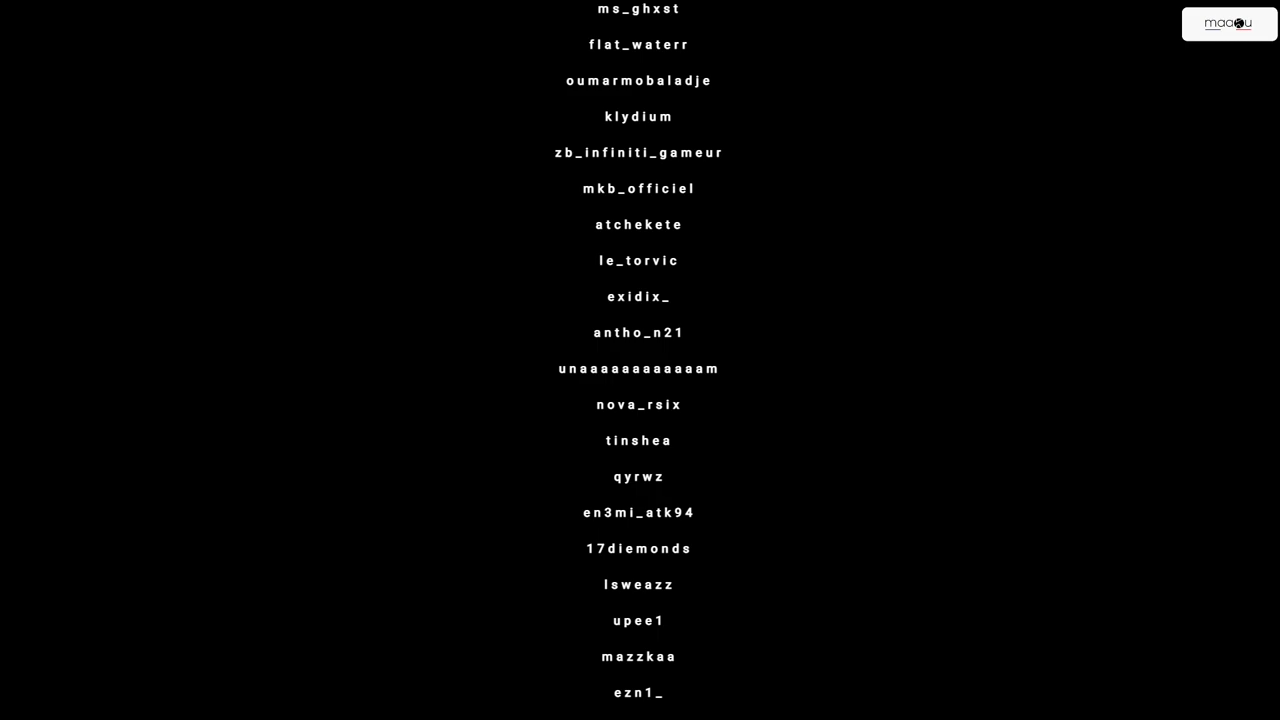 ms_ghxst
flat_waterr
oumarmobaladje
klydium
zb_infiniti_gameur
mkb_officiel
atchekete
le_torvic
exidix_
antho_n21
unaaaaaaaaaaaam
nova_rsix
tinshea
qyrwz
en3mi_atk94
17diemonds
lsweazz
upee1
mazzkaa
ezn1_